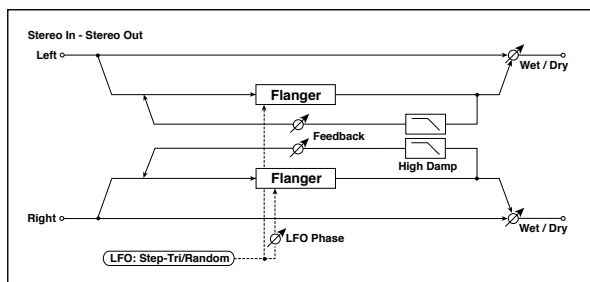 Stereo In - Stereo Out
Left
Wet / Dry
Flanger
Feedback
High Damp
Flanger
Right
Wet / Dry
LFO Phase
LFO: Step-Tri/Random